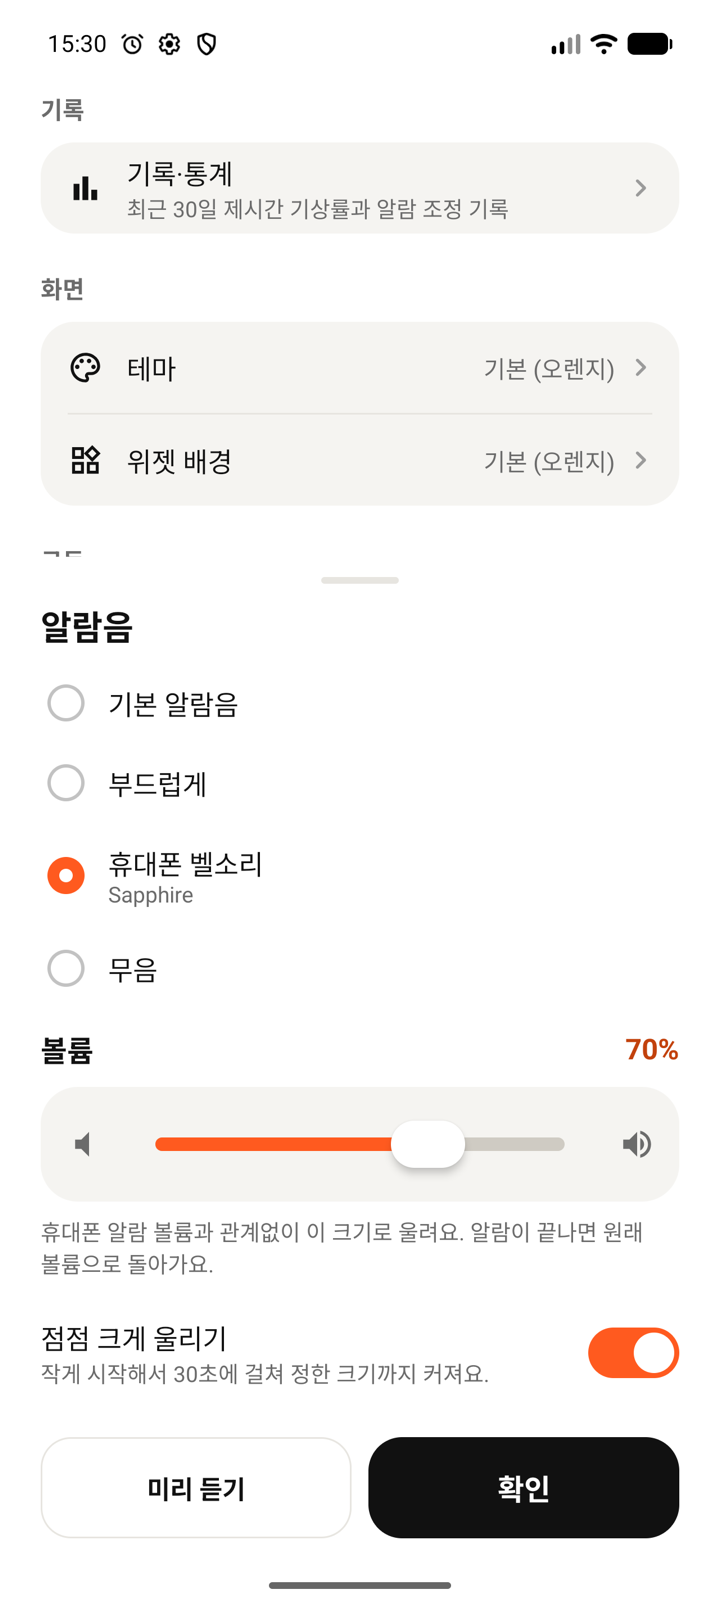 15:30
기록
기록·통계
최근 30일 제시간 기상률과 알람 조정 기록
화면
테마
기본 (오렌지)
위젯 배경
기본 (오렌지)
알람음
기본 알람음
부드럽게
휴대폰 벨소리
Sapphire
무음
볼륨
70%
휴대폰 알람 볼륨과 관계없이 이 크기로 울려요. 알람이 끝나면 원래
볼륨으로 돌아가요.
점점 크게 울리기
작게 시작해서 30초에 걸쳐 정한 크기까지 커져요.
미리 듣기
확인